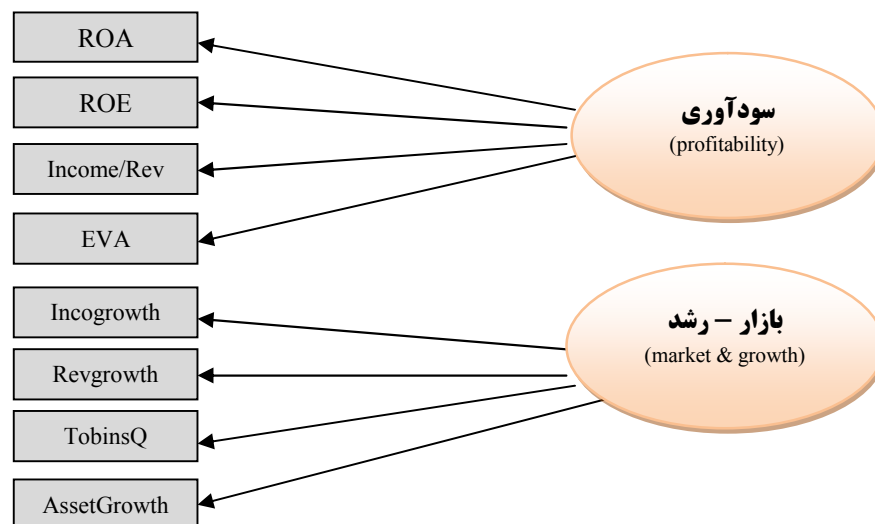 ROA
ROE
Income/Rev
EVA
Incogrowth
Revgrowth
TobinsQ
AssetGrowth
سودآوری
(profitability)
بازار – رشد
(market & growth)